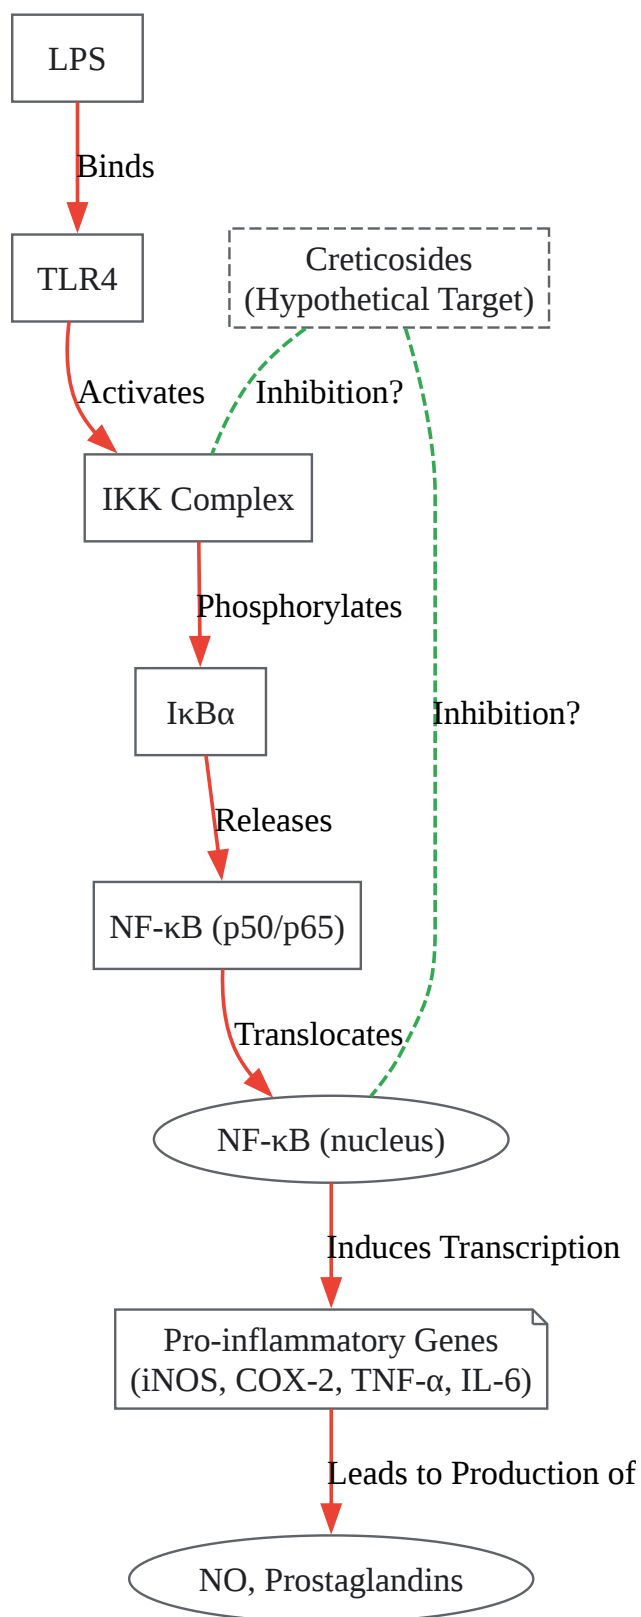 LPS
Binds
TLR4
Creticosides
(Hypothetical Target)
Activates
Inhibition?
IKK Complex
Phosphorylates
IκBα
Inhibition?
Releases
NF-κB (p50/p65)
Translocates
NF-κB (nucleus)
Induces Transcription
Pro-inflammatory Genes
(iNOS, COX-2, TNF-α, IL-6)
Leads to Production of
NO, Prostaglandins